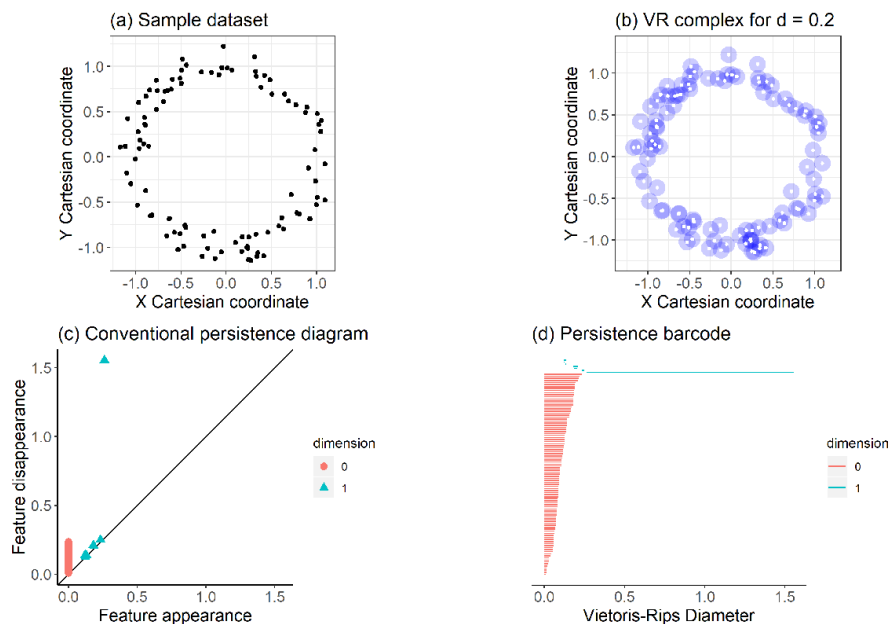 (a) Sample dataset
Y Cartesian coordinate
1.0
0.5
0.0
-0.5
-1.0
-1.0 -0.5 0.0 0.5 1.0
X Cartesian coordinate
(b) VR complex for d = 0.2
Y Cartesian coordinate
1.0
0.5
0.0
-0.5
-1.0
-1.0 -0.5 0.0 0.5 1.0
X Cartesian coordinate
(c) Conventional persistence diagram
Feature disappearance
1.5
1.0
0.5
0.0
0.0 0.5 1.0 1.5
Feature appearance
dimension
0
1
(d) Persistence barcode
0.0 0.5 1.0 1.5
Vietoris-Rips Diameter
dimension
0
1